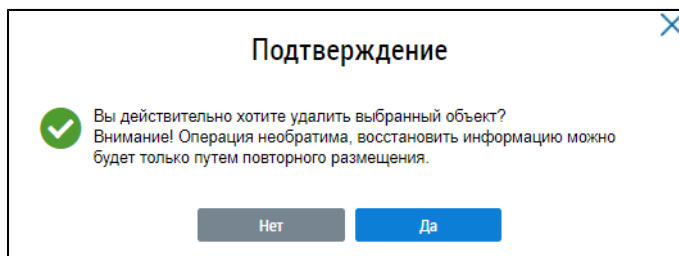 Подтверждение
Вы действительно хотите удалить выбранный объект?
Внимание! Операция необратима, восстановить информацию можно
будет только путем повторного размещения.
Нет
Да